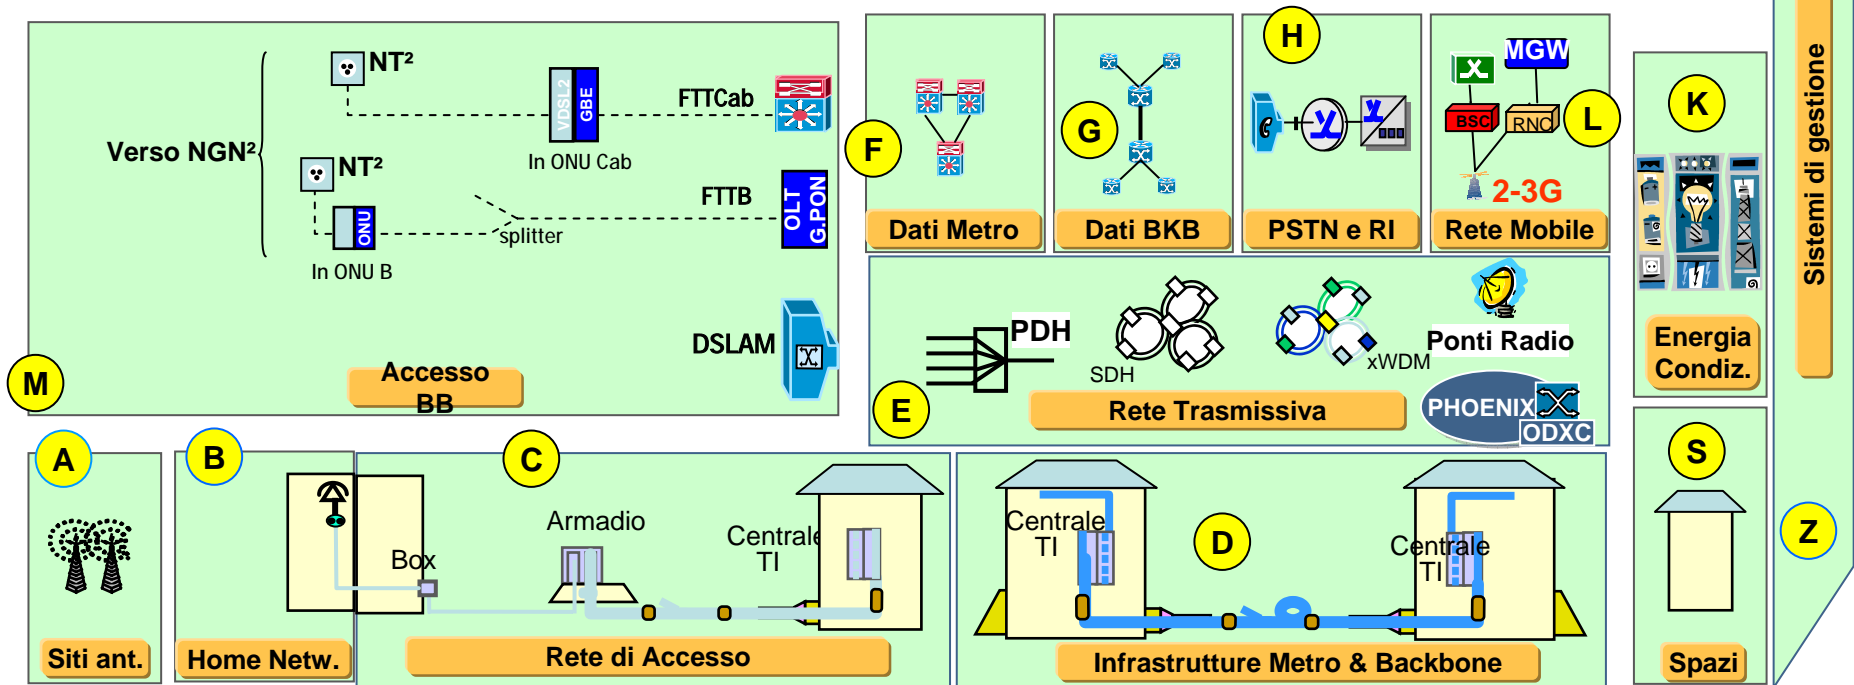 NT²
VDSL2
GBE
FTTCab
In ONU Cab
Verso NGN²
NT²
ONU
In ONU B
splitter
FTTB
OLT
G.PON
DSLAM
M
Accesso
BB
F
Dati Metro
G
Dati BKB
H
PSTN e RI
MGW
BSC
RNC
L
2-3G
Rete Mobile
K
Energia
Condiz.
Sistemi di gestione
PDH
SDH
xWDM
Ponti Radio
E
Rete Trasmissiva
PHOENIX
ODXC
A
Siti ant.
B
Home Netw.
C
Box
Armadio
Centrale
TI
Rete di Accesso
Centrale
TI
D
Centrale
TI
Infrastrutture Metro & Backbone
S
Spazi
Z